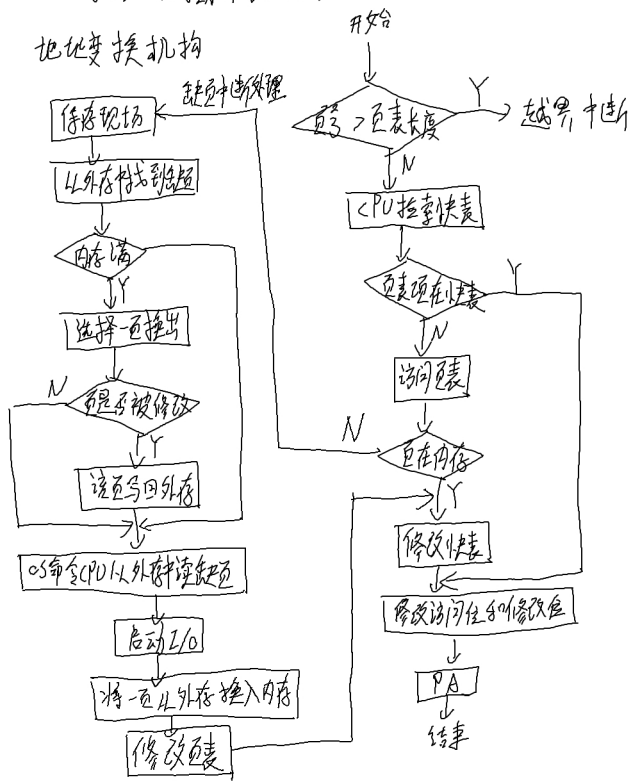 地址变换机构
开始
页号 > 页表长度
Y
越界中断
N
CPU检索快表
页表项在快表
Y
N
访问页表
页在内存
N
Y
修改快表
修改访问位和修改位
PA
结束
缺页中断处理
保存现场
从外存中找到缺页
内存满
Y
选择一页换出
页是否被修改
N
Y
该页写回外存
OS命令CPU从外存中读缺页
启动I/O
将一页从外存换入内存
修改页表